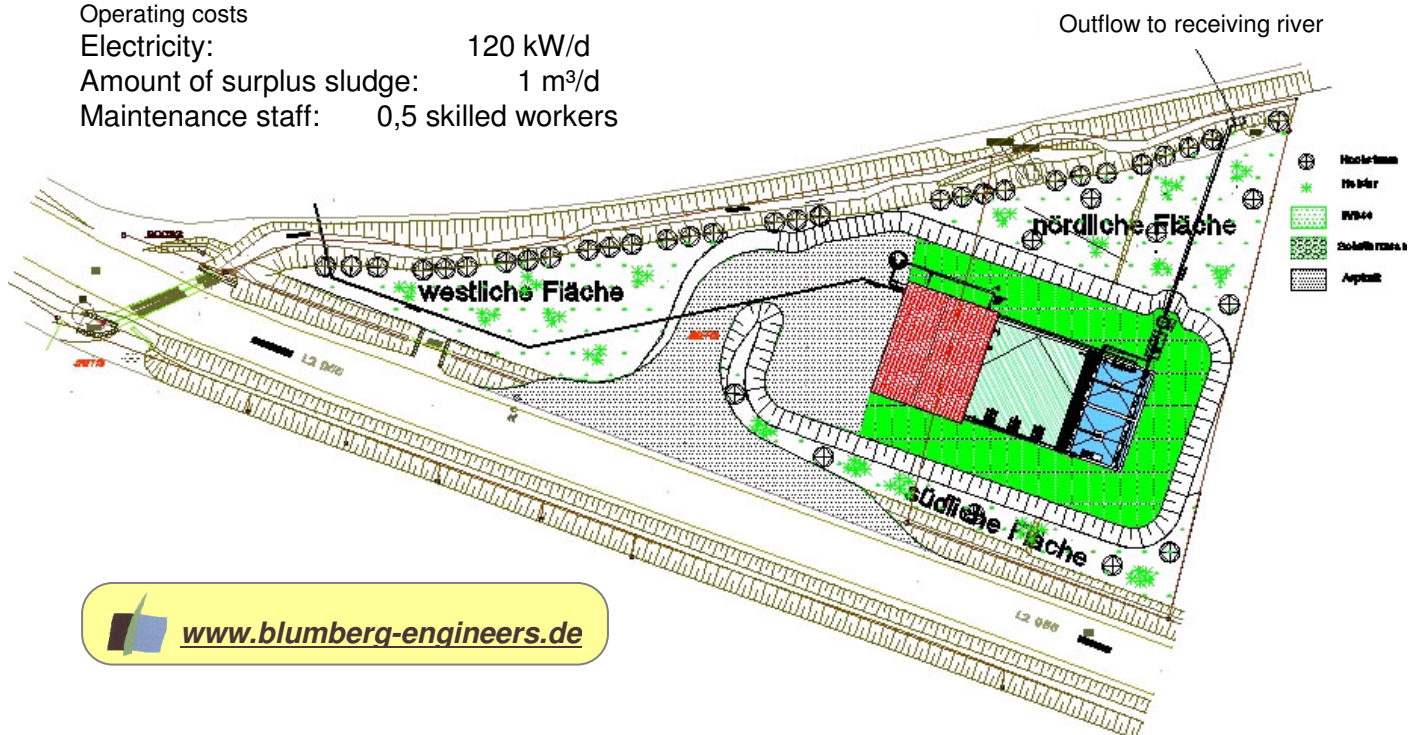 Operating costs
Electricity: 120 kW/d
Amount of surplus sludge: 1 m³/d
Maintenance staff: 0,5 skilled workers
Outflow to receiving river
nördliche Fläche
westliche Fläche
südliche Fläche
Asphalt
www.blumberg-engineers.de